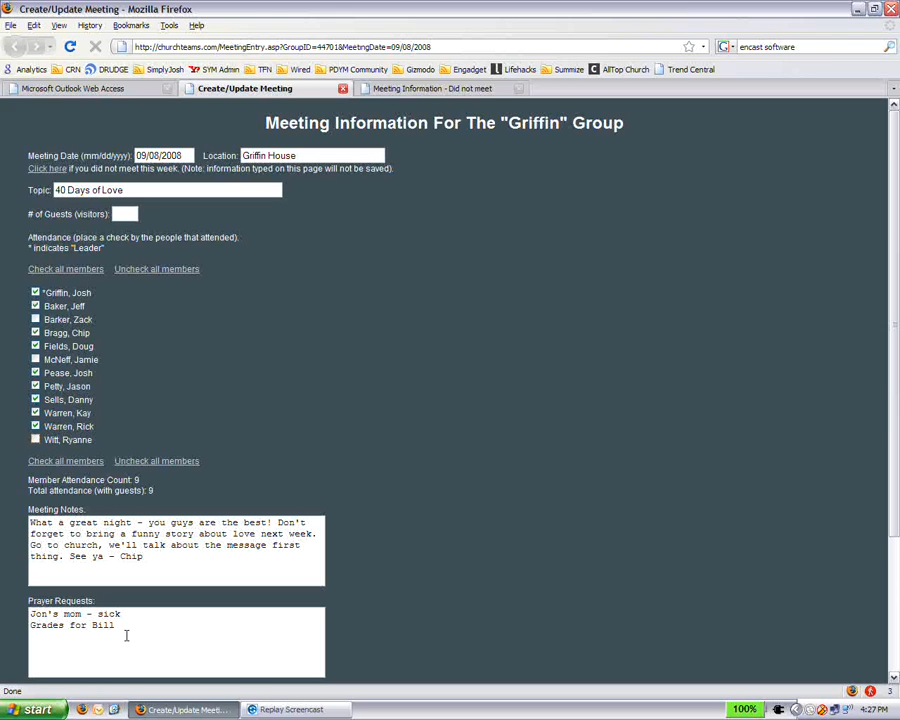 Create/Update Meeting - Mozilla Firefox
File Edit View History Bookmarks Tools Help
http://churchteams.com/MeetingEntry.asp?GroupID=44701&MeetingDate=09/08/2008 encast software
Analytics CRN DRUDGE SimplyJosh SYM Admin TFN Wired PDYM Community Gizmodo Engadget Lifehacks Summize AllTop Church Trend Central
Microsoft Outlook Web Access Create/Update Meeting Meeting Information - Did not meet
Meeting Information For The "Griffin" Group
Meeting Date (mm/dd/yyyy): 09/08/2008 Location: Griffin House
Click here if you did not meet this week. (Note: information typed on this page will not be saved).
Topic: 40 Days of Love
# of Guests (visitors):
Attendance (place a check by the people that attended).
* indicates "Leader"
Check all members Uncheck all members
*Griffin, Josh
Baker, Jeff
Barker, Zack
Bragg, Chip
Fields, Doug
McNeff, Jamie
Pease, Josh
Petty, Jason
Sells, Danny
Warren, Kay
Warren, Rick
Witt, Ryanne
Check all members Uncheck all members
Member Attendance Count: 9
Total attendance (with guests): 9
Meeting Notes:
What a great night - you guys are the best! Don't
forget to bring a funny story about love next week.
Go to church, we'll talk about the message first
thing. See ya - Chip
Prayer Requests:
Jon's mom - sick
Grades for Bill
Done 3
start Create/Update Meeti... Replay Screencast 100% 4:27 PM